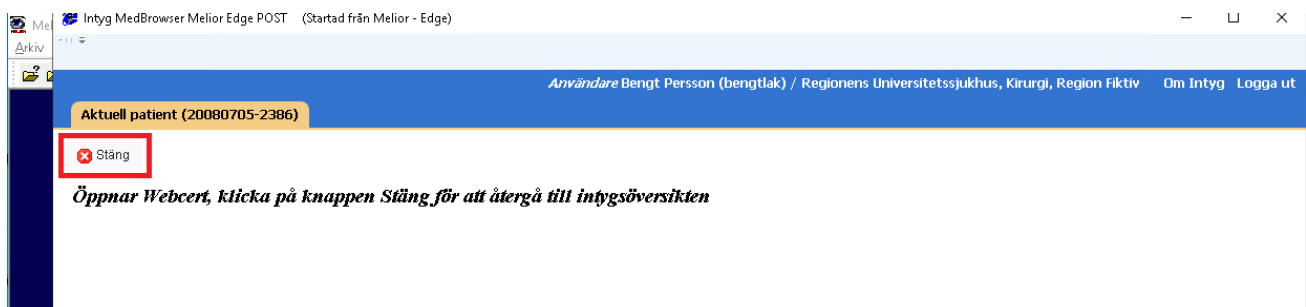 Mel
Intyg MedBrowser Melior Edge POST (Startad från Melior - Edge)
Arkiv
Användare Bengt Persson (bengtlak) / Regionens Universitetssjukhus, Kirurgi, Region Fiktiv Om Intyg Logga ut
Aktuell patient (20080705-2386)
Stäng
Öppnar Webcert, klicka på knappen Stäng för att återgå till intygsöversikten